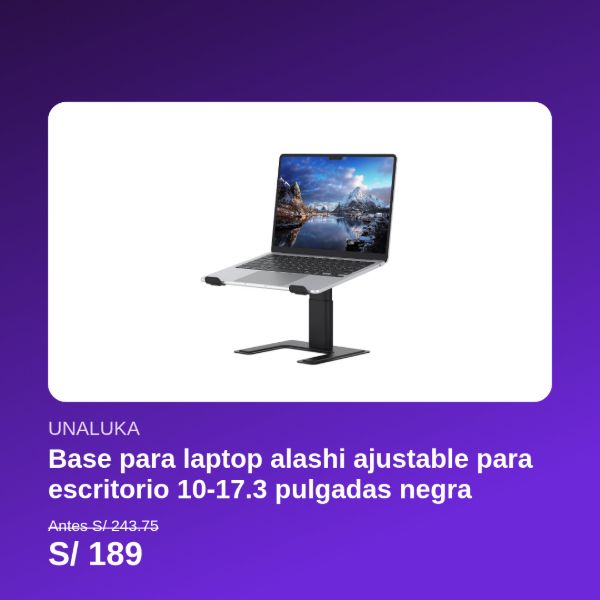 UNALUKA
Base para laptop alashi ajustable para
escritorio 10-17.3 pulgadas negra
Antes S/ 243.75
S/ 189